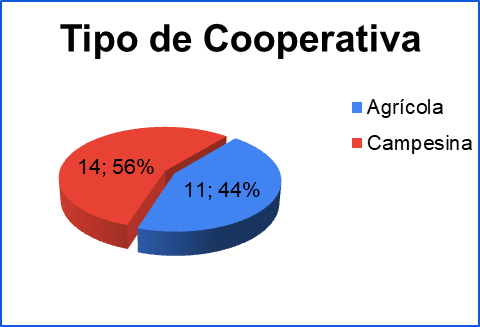 Tipo de Cooperativa
Agrícola
Campesina
14; 56%
11; 44%